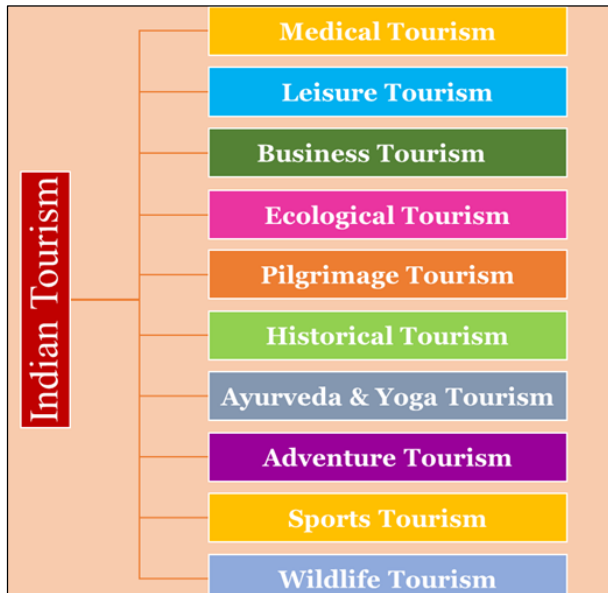 Medical Tourism
Leisure Tourism
Business Tourism
Ecological Tourism
Pilgrimage Tourism
Historical Tourism
Ayurveda & Yoga Tourism
Adventure Tourism
Sports Tourism
Wildlife Tourism
Indian Tourism